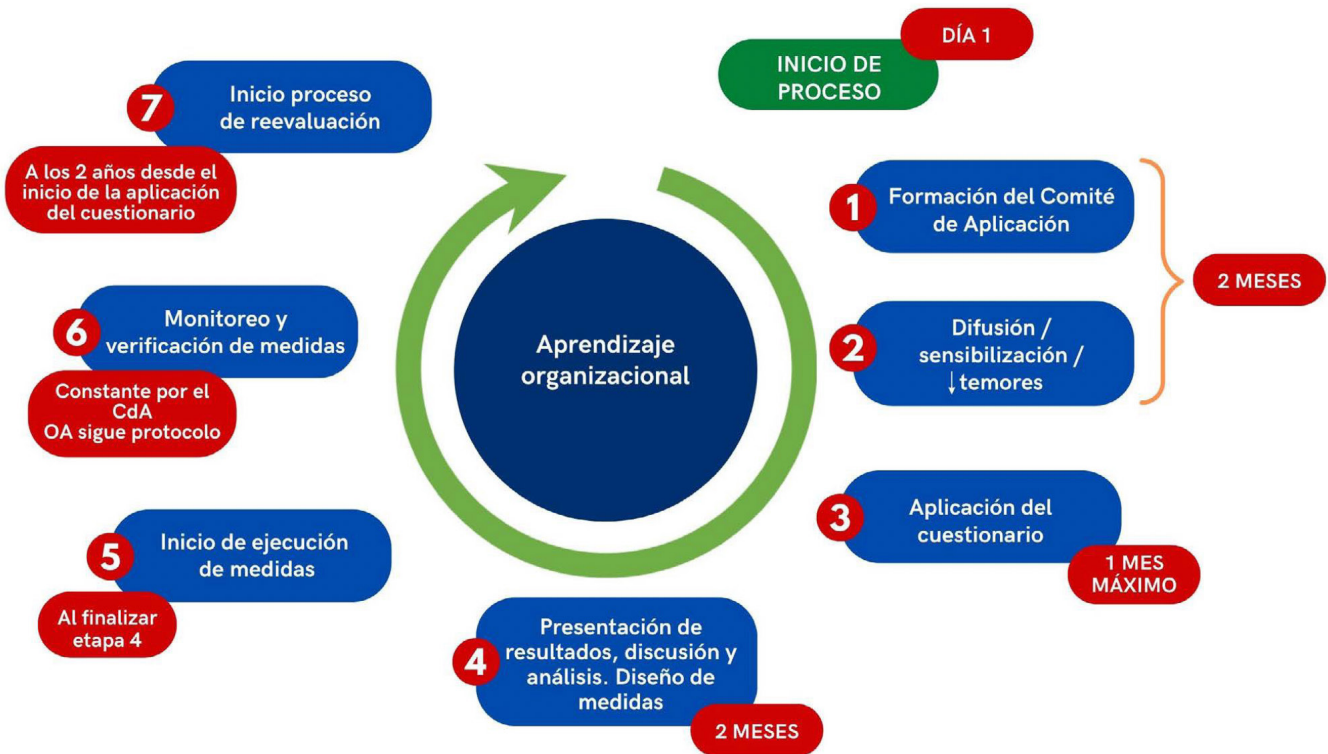 DÍA 1
INICIO DE
PROCESO
1
Formación del Comité
de Aplicación
2
Difusión /
sensibilización /
↓temores
2 MESES
3
Aplicación del
cuestionario
1 MES
MÁXIMO
4
Presentación de
resultados, discusión y
análisis. Diseño de
medidas
2 MESES
5
Inicio de ejecución
de medidas
Al finalizar
etapa 4
6
Monitoreo y
verificación de medidas
Constante por el
CdA
OA sigue protocolo
7
Inicio proceso
de reevaluación
A los 2 años desde el
inicio de la aplicación
del cuestionario
Aprendizaje
organizacional